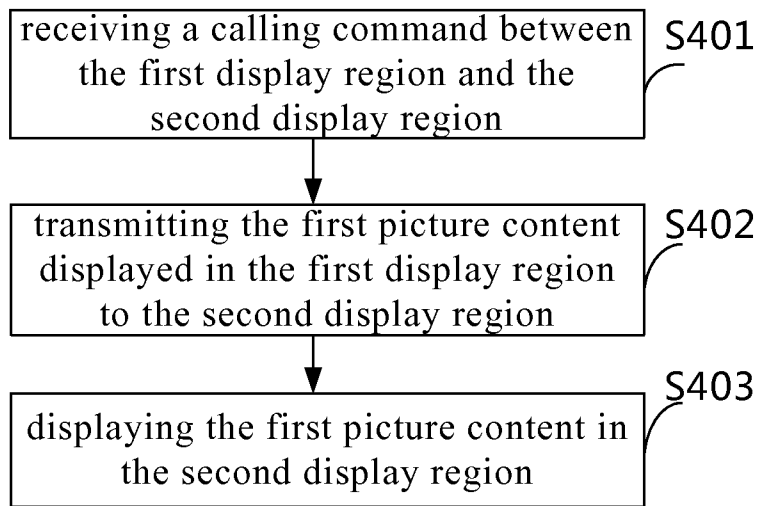 receiving a calling command between
the first display region and the
second display region
S401
transmitting the first picture content
displayed in the first display region
to the second display region
S402
displaying the first picture content in
the second display region
S403